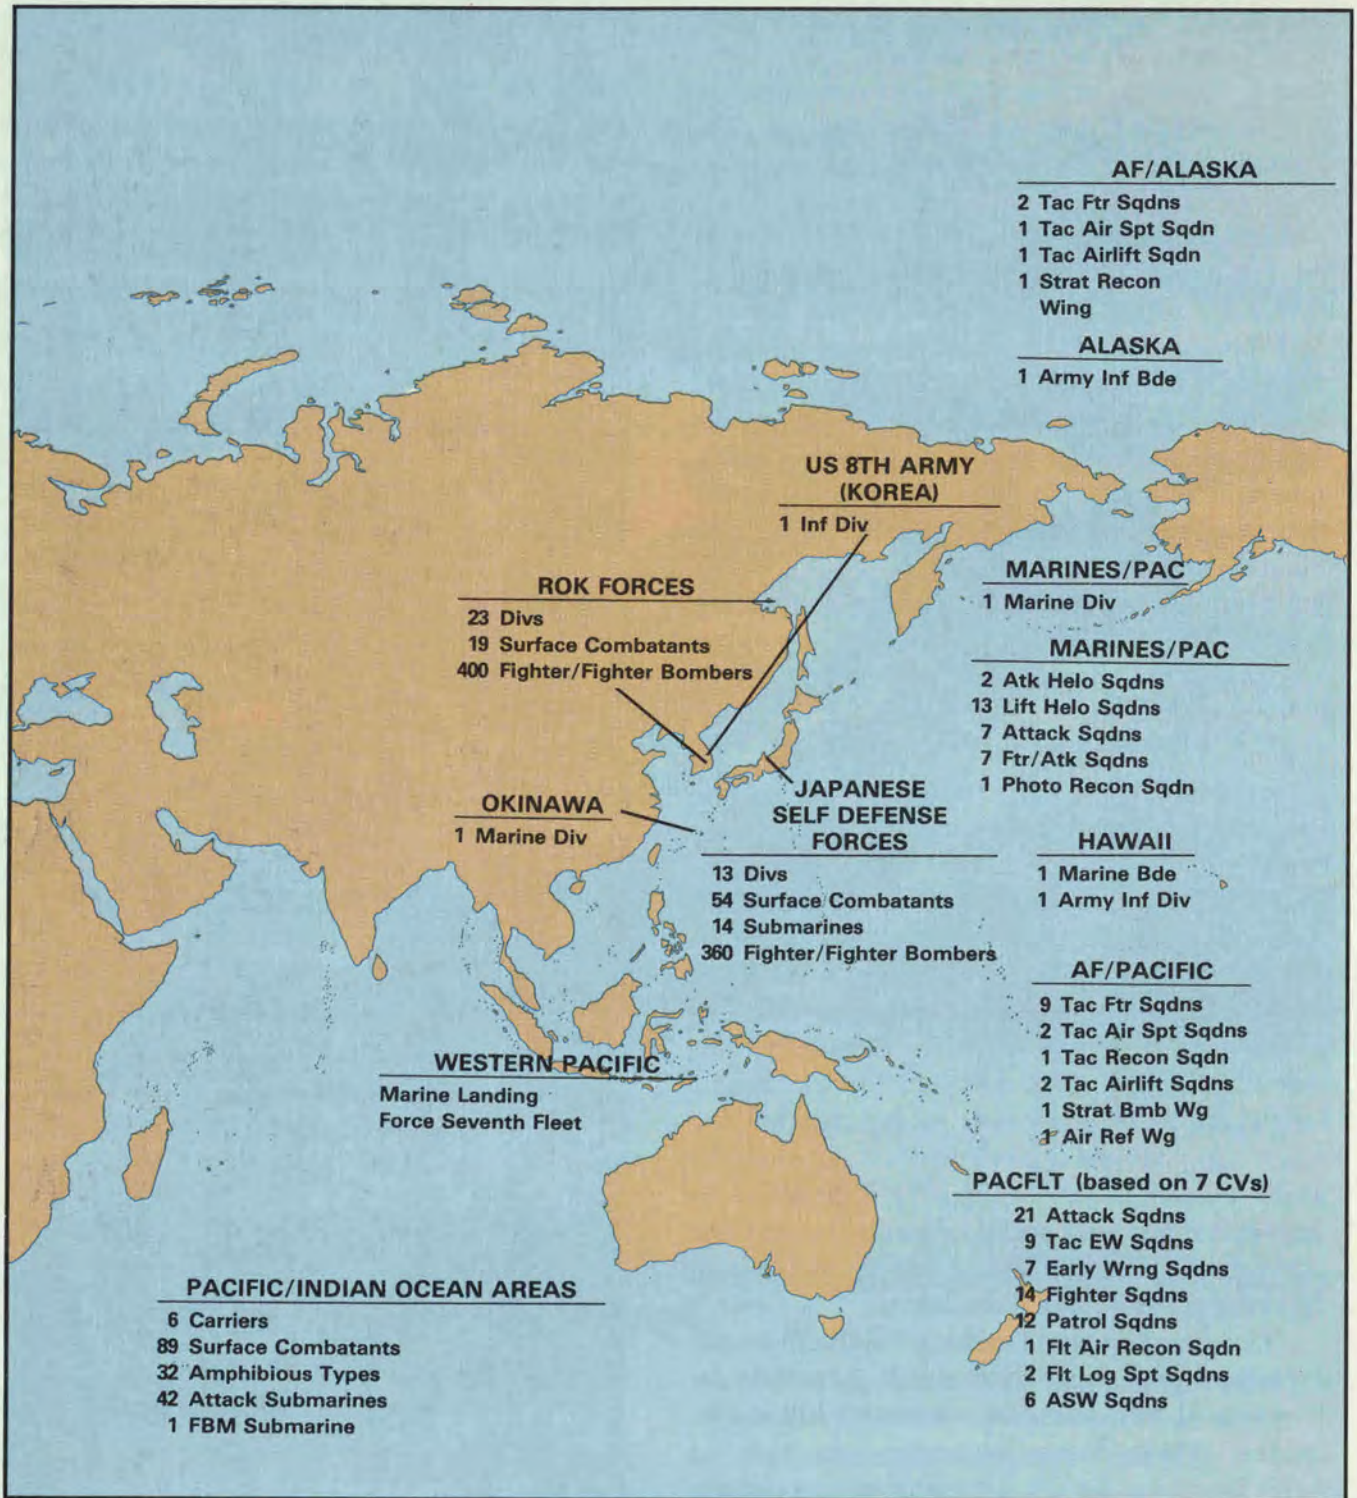 AF/ALASKA
2 Tac Ftr Sqdns
1 Tac Air Spt Sqdn
1 Tac Airlift Sqdn
1 Strat Recon
Wing
ALASKA
1 Army Inf Bde
US 8TH ARMY
(KOREA)
1 Inf Div
ROK FORCES
23 Divs
19 Surface Combatants
400 Fighter/Fighter Bombers
MARINES/PAC
1 Marine Div
MARINES/PAC
2 Atk Helo Sqdns
13 Lift Helo Sqdns
7 Attack Sqdns
7 Ftr/Atk Sqdns
1 Photo Recon Sqdn
OKINAWA
1 Marine Div
JAPANESE
SELF DEFENSE
FORCES
13 Divs
54 Surface Combatants
14 Submarines
360 Fighter/Fighter Bombers
HAWAII
1 Marine Bde
1 Army Inf Div
AF/PACIFIC
9 Tac Ftr Sqdns
2 Tac Air Spt Sqdns
1 Tac Recon Sqdn
2 Tac Airlift Sqdns
1 Strat Bmb Wg
1 Air Ref Wg
WESTERN PACIFIC
Marine Landing
Force Seventh Fleet
PACFLT (based on 7 CVs)
21 Attack Sqdns
9 Tac EW Sqdns
7 Early Wrng Sqdns
14 Fighter Sqdns
12 Patrol Sqdns
1 Flt Air Recon Sqdn
2 Flt Log Spt Sqdns
6 ASW Sqdns
PACIFIC/INDIAN OCEAN AREAS
6 Carriers
89 Surface Combatants
32 Amphibious Types
42 Attack Submarines
1 FBM Submarine